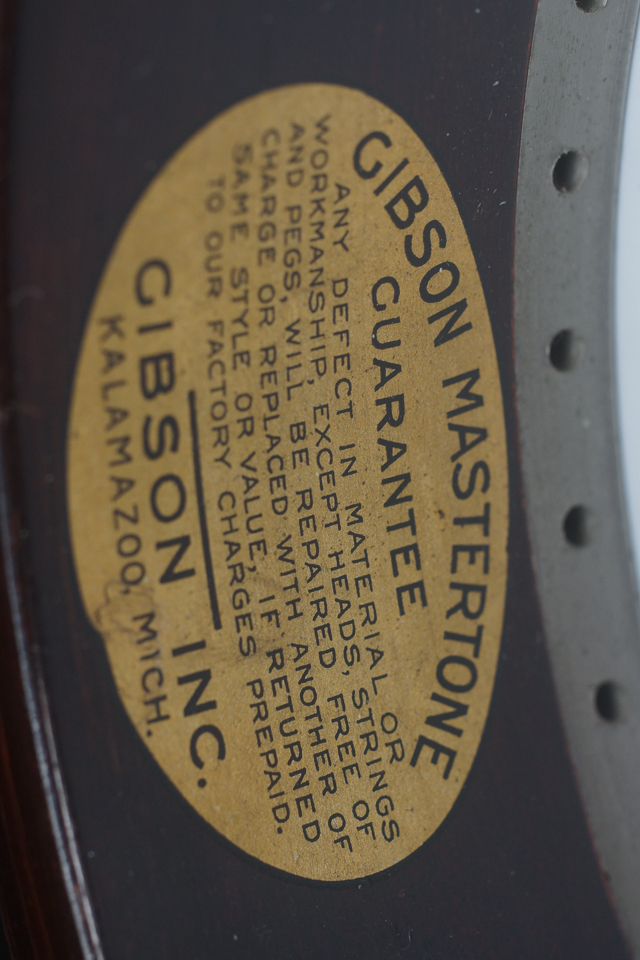 GIBSON MASTERTONE
GUARANTEE
ANY DEFECT IN MATERIAL OR
WORKMANSHIP, EXCEPT HEADS, STRINGS
AND PEGS, WILL BE REPAIRED, FREE OF
CHARGE OR REPLACED WITH ANOTHER OF
SAME STYLE OR VALUE, IF RETURNED
TO OUR FACTORY CHARGES PREPAID.
GIBSON INC.
KALAMAZOO, MICH.